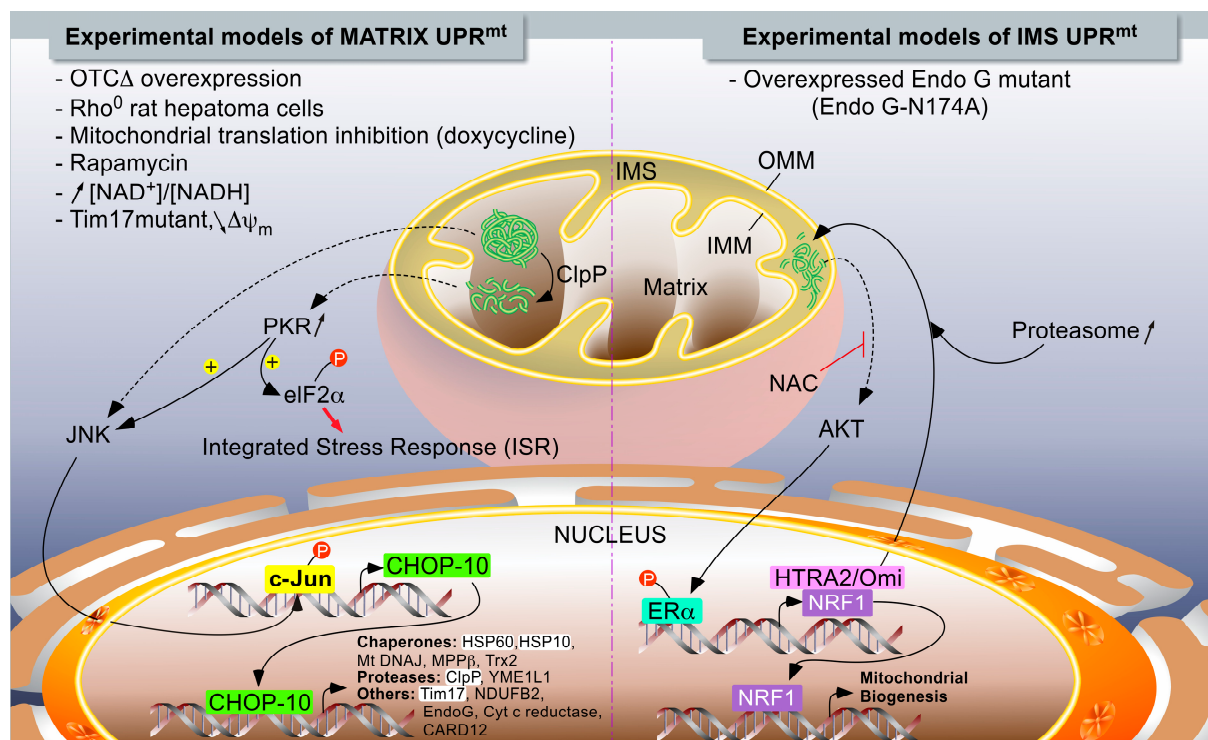 Experimental models of MATRIX UPRmt
- OTCΔ overexpression
- Rho0 rat hepatoma cells
- Mitochondrial translation inhibition (doxycycline)
- Rapamycin
- ↗ [NAD+]/[NADH]
- Tim17mutant,↘Δψm
Experimental models of IMS UPRmt
- Overexpressed Endo G mutant
(Endo G-N174A)
IMS
OMM
IMM
ClpP
Matrix
PKR ↗
+
+
P
eIF2α
JNK
Integrated Stress Response (ISR)
Proteasome ↗
NAC
AKT
NUCLEUS
P
c-Jun
CHOP-10
Chaperones: HSP60,HSP10,
Mt DNAJ, MPPβ, Trx2
Proteases: ClpP, YME1L1
Others: Tim17, NDUFB2,
EndoG, Cyt c reductase,
CARD12
CHOP-10
P
ERα
HTRA2/Omi
NRF1
NRF1
Mitochondrial
Biogenesis